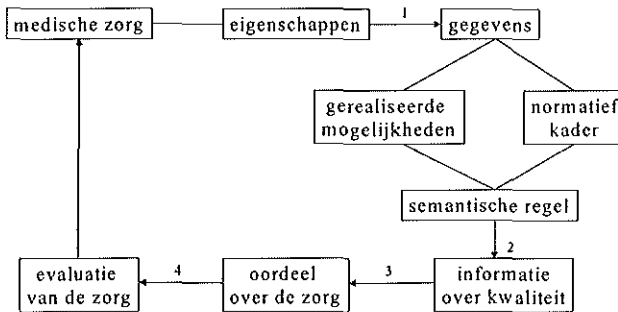 medische zorg
eigenschappen
1
gegevens
gerealiseerde
mogelijkheden
normatief
kader
semantische regel
2
evaluatie
van de zorg
4
oordeel
over de zorg
3
informatie
over kwaliteit